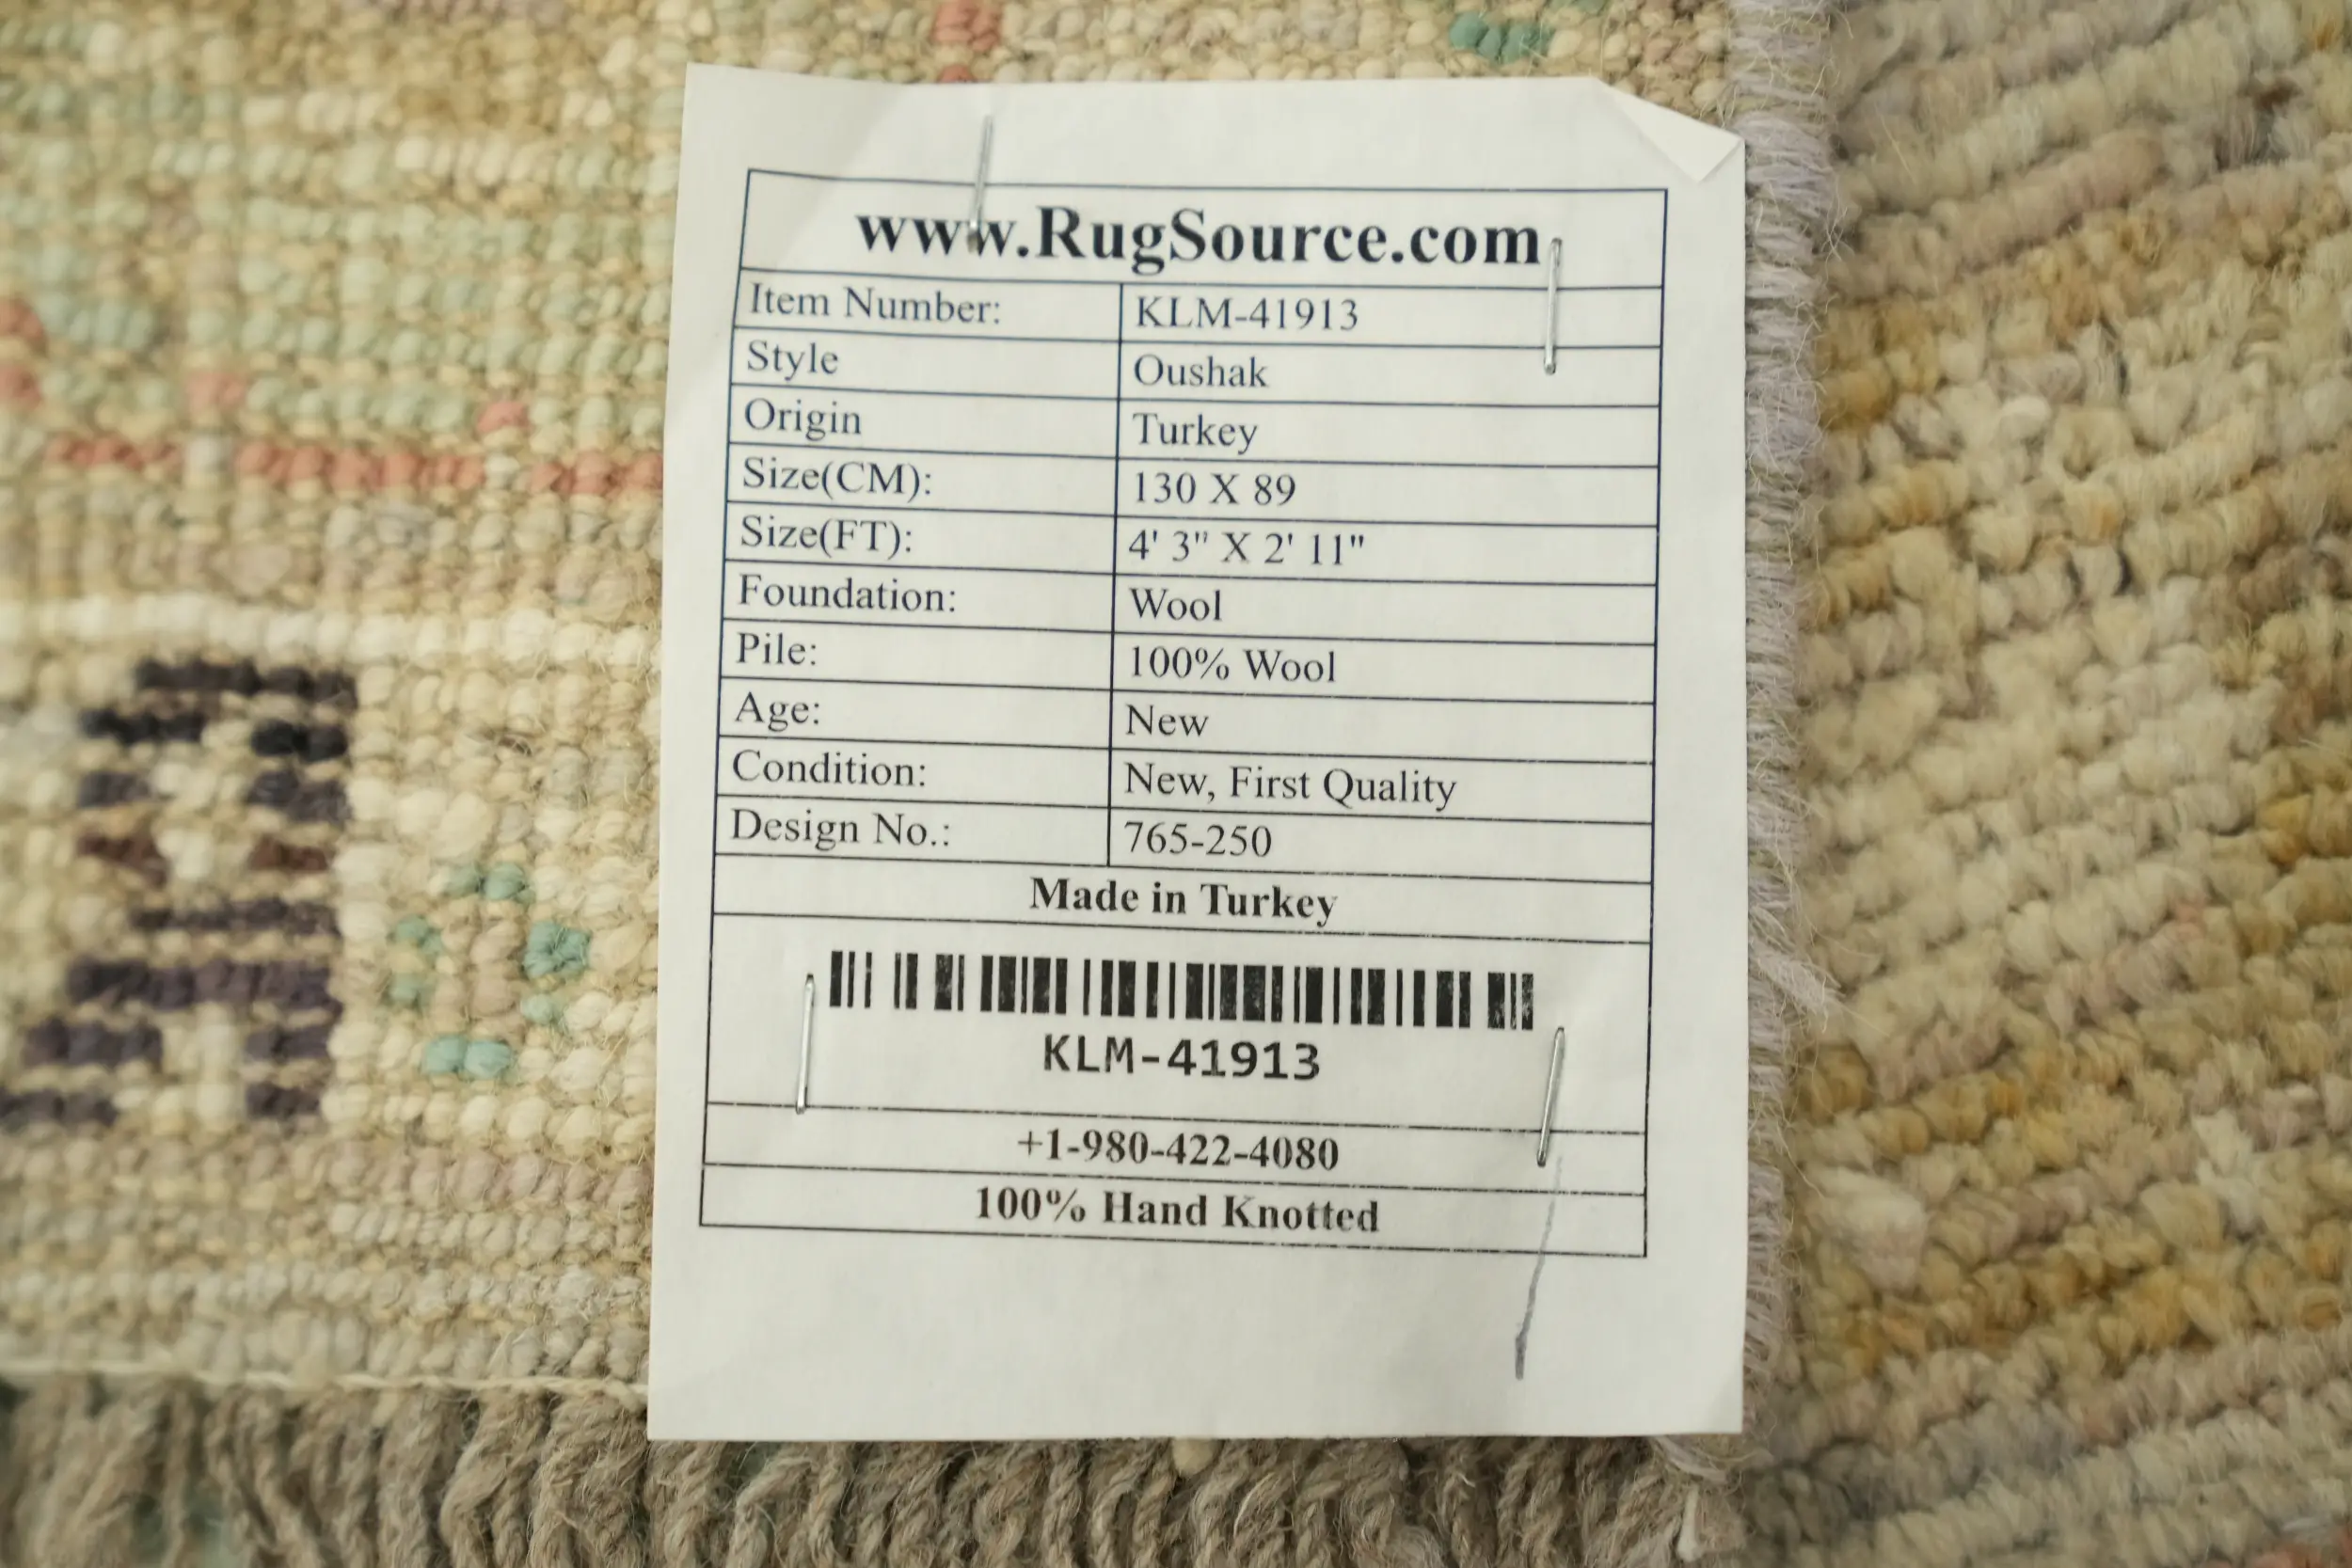 www.RugSource.com
Item Number: KLM-41913
Style Oushak
Origin Turkey
Size(CM): 130 X 89
Size(FT): 4' 3" X 2' 11"
Foundation: Wool
Pile: 100% Wool
Age: New
Condition: New, First Quality
Design No.: 765-250
Made in Turkey
KLM-41913
+1-980-422-4080
100% Hand Knotted